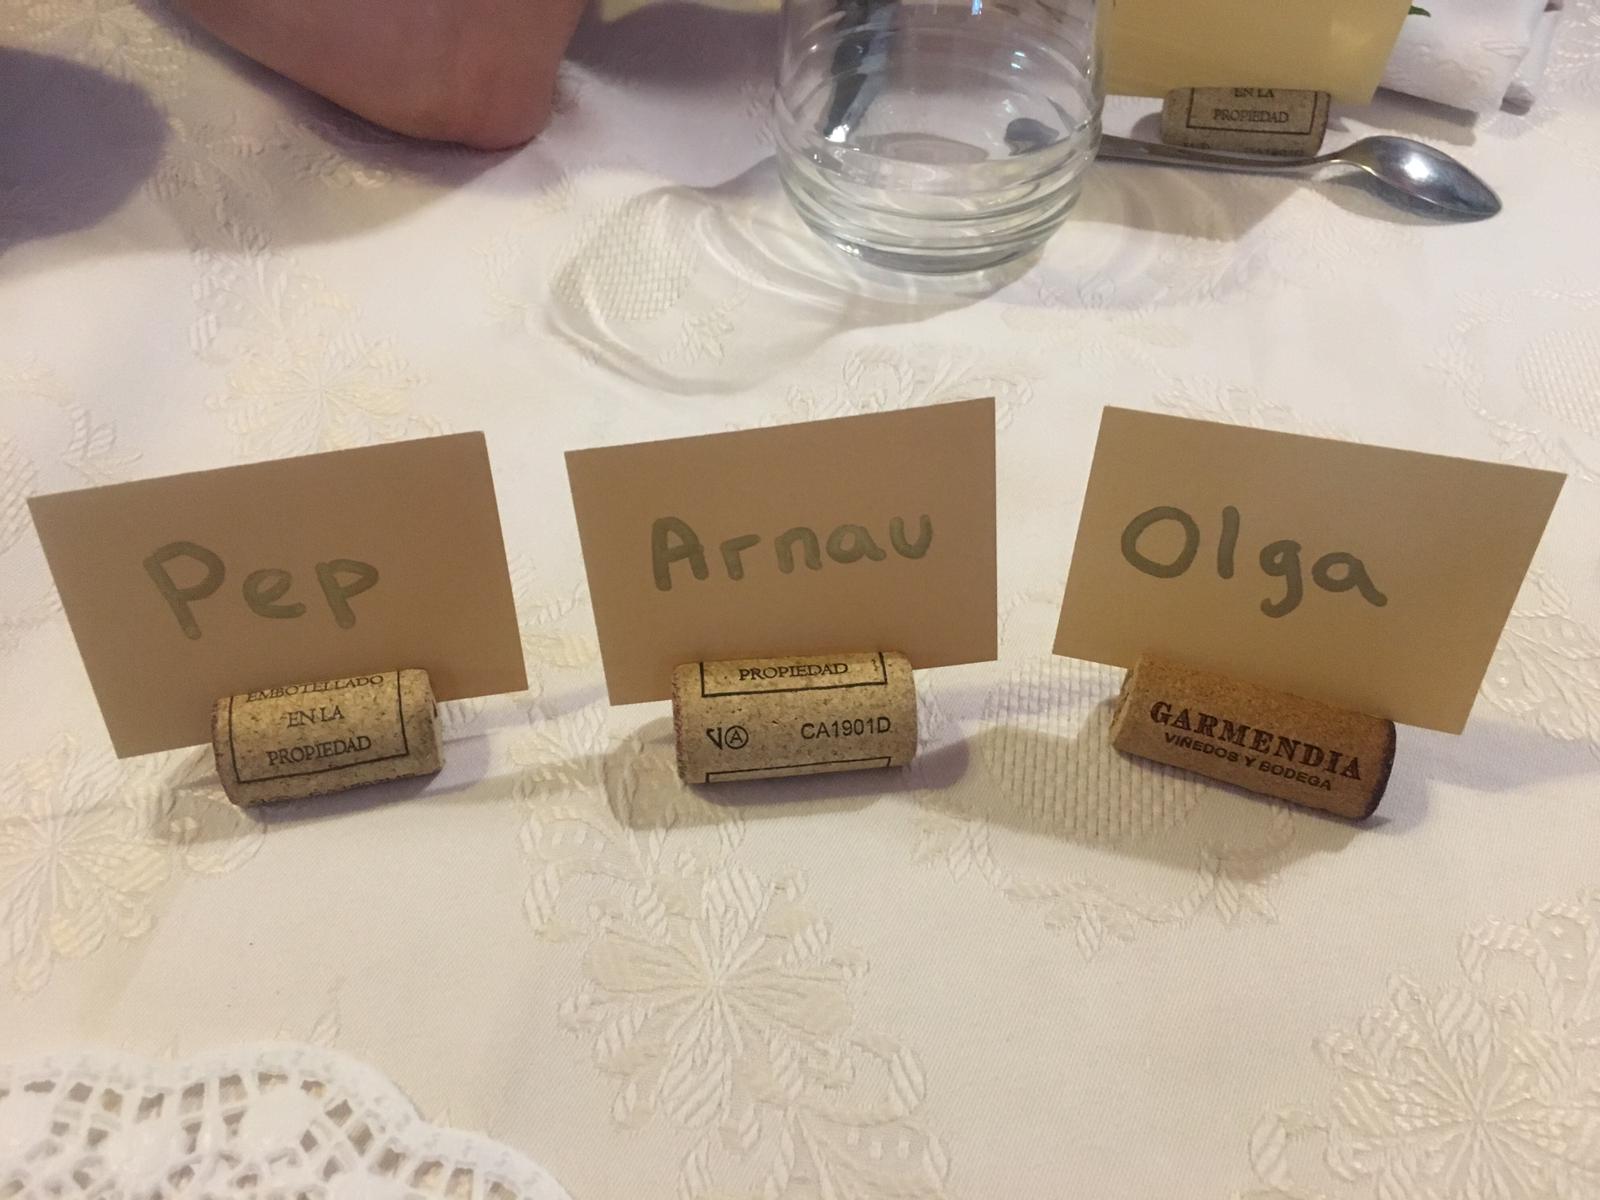 EN LA
PROPIEDAD
Pep
Arnau
Olga
EMBOTELLADO
EN LA
PROPIEDAD
PROPIEDAD
CA1901D
GARMENDIA
VIÑEDOS Y BODEGA